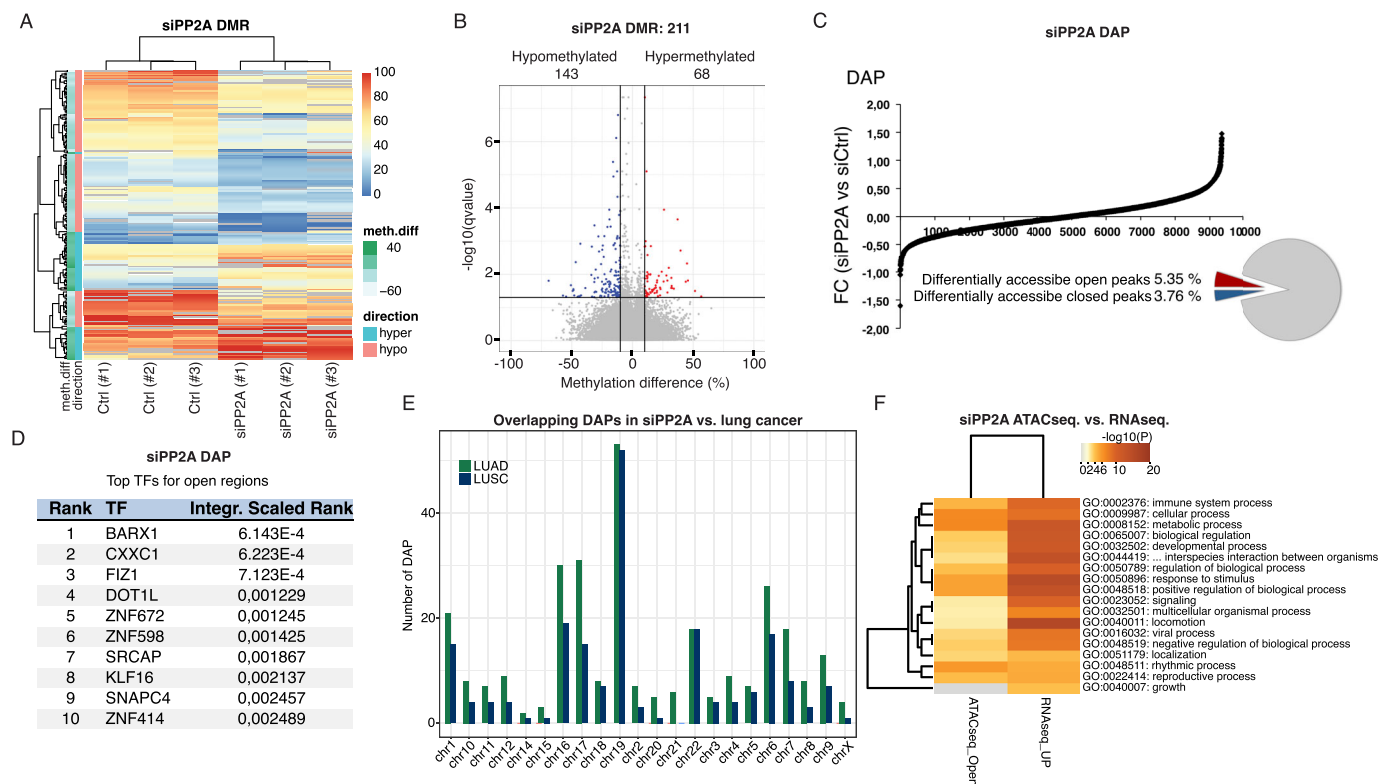 A
siPP2A DMR
100
80
60
40
20
0
meth.diff
40
−60
direction
hyper
hypo
meth.diff
direction
Ctrl (#1)
Ctrl (#2)
Ctrl (#3)
siPP2A (#1)
siPP2A (#2)
siPP2A (#3)
B
siPP2A DMR: 211
Hypomethylated
143
Hypermethylated
68
-log10(qvalue)
6
4
2
0
-100
-50
0
50
100
Methylation difference (%)
C
siPP2A DAP
DAP
FC (siPP2A vs siCtrl)
2,00
1,50
1,00
0,50
0,00
-0,50
-1,00
-1,50
-2,00
1000 2000 3000 4000 5000 6000 7000 8000 9000 10000
Differentially accessibe open peaks 5.35 %
Differentially accessibe closed peaks 3.76 %
D
siPP2A DAP
Top TFs for open regions
Rank TF Integr. Scaled Rank
1 BARX1 6.143E-4
2 CXXC1 6.223E-4
3 FIZ1 7.123E-4
4 DOT1L 0,001229
5 ZNF672 0,001245
6 ZNF598 0,001425
7 SRCAP 0,001867
8 KLF16 0,002137
9 SNAPC4 0,002457
10 ZNF414 0,002489
E
Overlapping DAPs in siPP2A vs. lung cancer
LUAD
LUSC
Number of DAP
40
20
0
chr1
chr10
chr11
chr12
chr14
chr15
chr16
chr17
chr18
chr19
chr2
chr20
chr21
chr22
chr3
chr4
chr5
chr6
chr7
chr8
chr9
chrX
F
siPP2A ATACseq. vs. RNAseq.
-log10(P)
0 2 4 6 10 20
GO:0002376: immune system process
GO:0009987: cellular process
GO:0008152: metabolic process
GO:0065007: biological regulation
GO:0032502: developmental process
GO:0044419: ... interspecies interaction between organisms
GO:0050789: regulation of biological process
GO:0050896: response to stimulus
GO:0048518: positive regulation of biological process
GO:0023052: signaling
GO:0032501: multicellular organismal process
GO:0040011: locomotion
GO:0016032: viral process
GO:0048519: negative regulation of biological process
GO:0051179: localization
GO:0048511: rhythmic process
GO:0022414: reproductive process
GO:0040007: growth
ATACseq_Open
RNAseq_UP